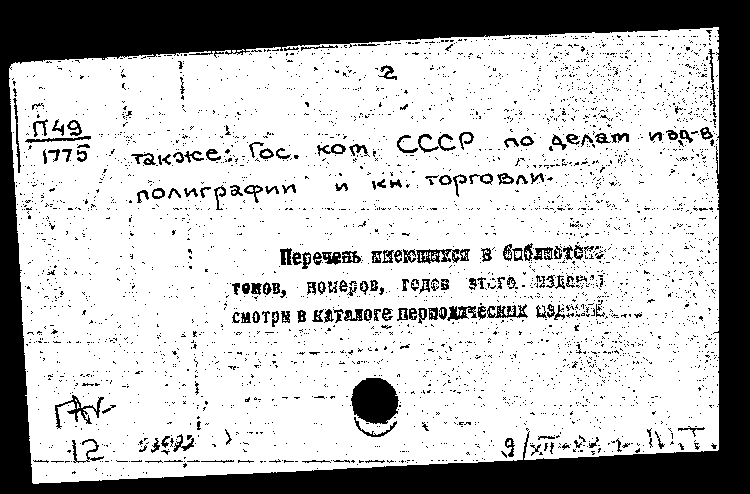 2
П49
1775
также: Гос. ком. СССР по делам изд-в,
полиграфии и кн. торговли.
Перечень имеющихся в библиотеке
томов, номеров, годов этого издания
смотри в каталоге периодических изданий
12